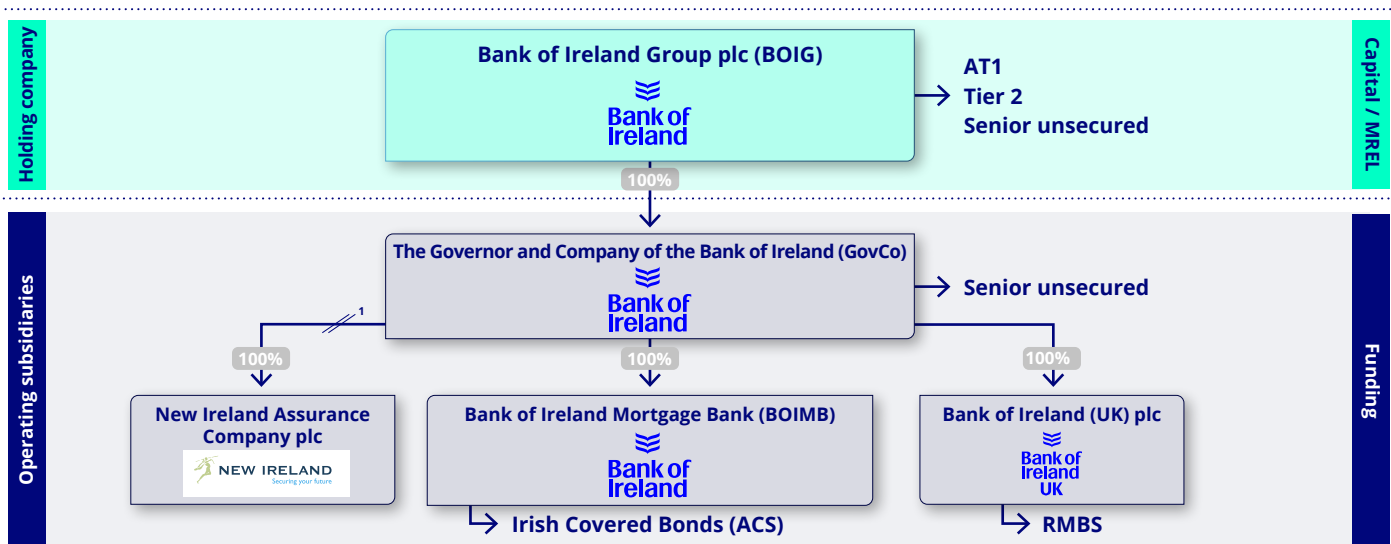 Holding company
Bank of Ireland Group plc (BOIG)
Bank of
Ireland
AT1
Tier 2
Senior unsecured
Capital / MREL
100%
Operating subsidiaries
The Governor and Company of the Bank of Ireland (GovCo)
Bank of
Ireland
Senior unsecured
Funding
1
100%
100%
100%
New Ireland Assurance
Company plc
NEW IRELAND
Securing your future
Bank of Ireland Mortgage Bank (BOIMB)
Bank of
Ireland
Bank of Ireland (UK) plc
Bank of
Ireland
UK
Irish Covered Bonds (ACS)
RMBS